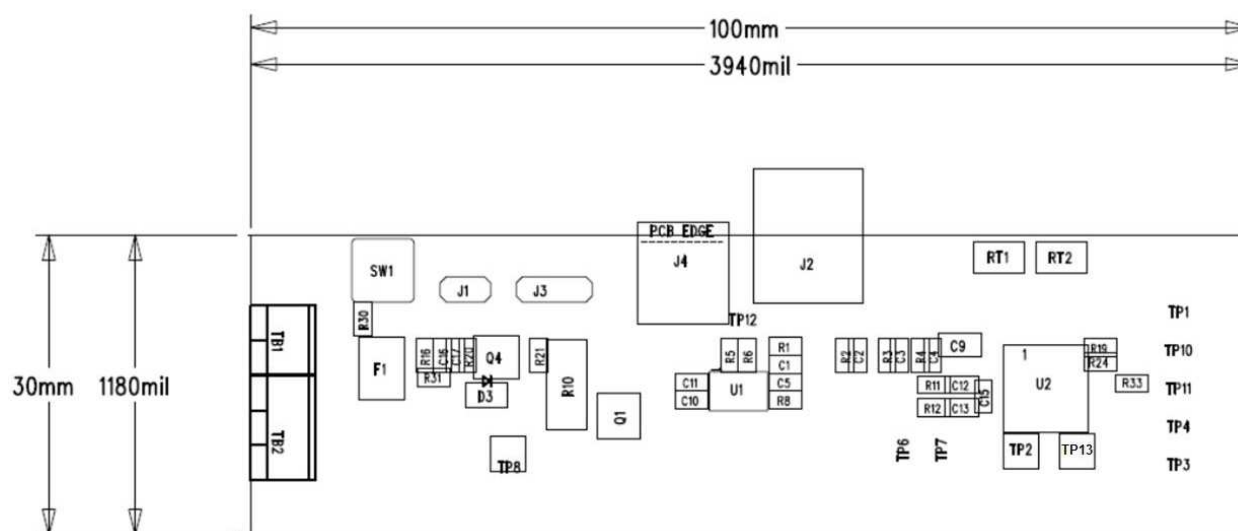 100mm
3940mil
30mm
1180mil
PCB EDGE
SW1
J4
J2
RT1
RT2
J1
J3
R30
TP12
TP1
TB1
F1
R16
C16
C17
R20
Q4
R21
R5
R6
R1
R2
C2
R3
C3
R4
C4
C9
R19
TP10
R31
C1
1
R24
D3
R10
C11
U1
C5
R11
C12
C15
U2
R33
TP11
C10
R8
R12
C13
Q1
TB2
TP8
TP6
TP7
TP2
TP13
TP4
TP3